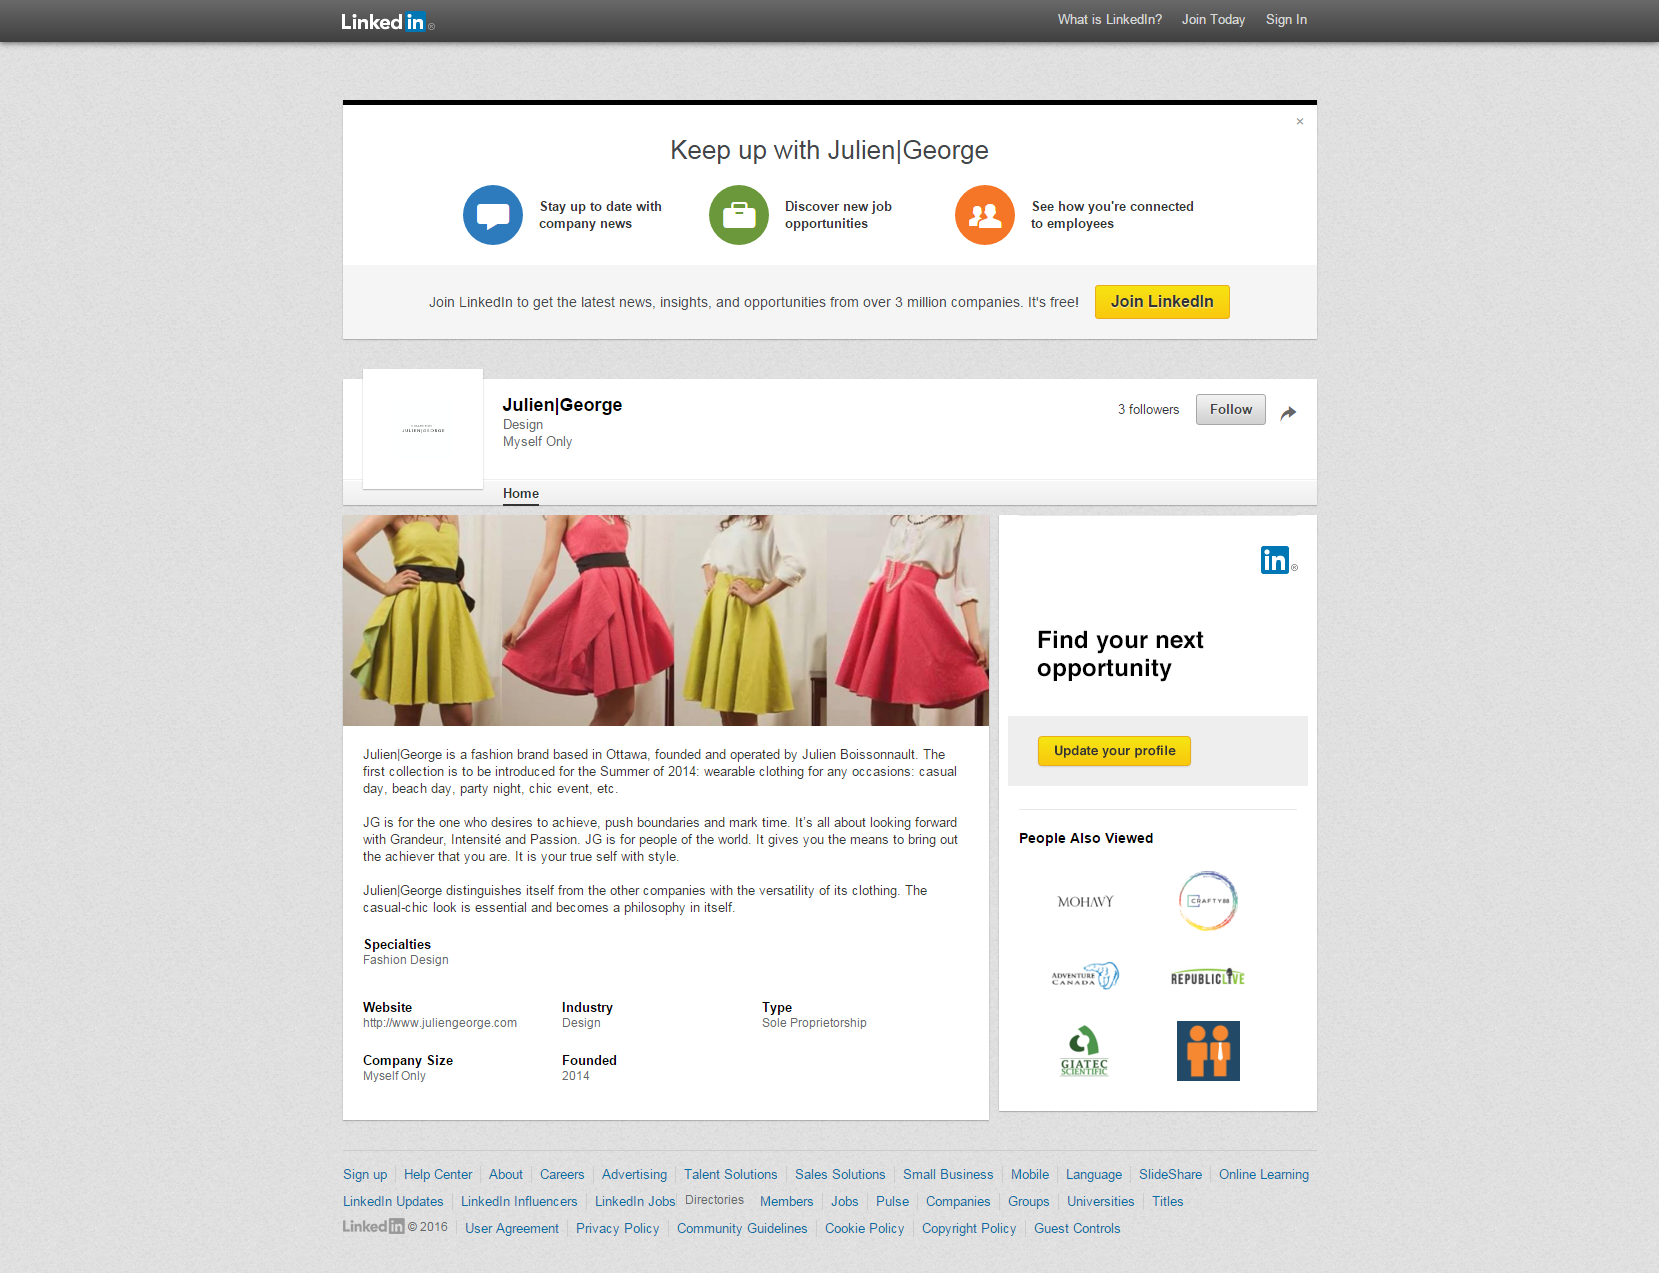 Linked in ®
What is LinkedIn? Join Today Sign In
×
Keep up with Julien|George
Stay up to date with
company news
Discover new job
opportunities
See how you're connected
to employees
Join LinkedIn to get the latest news, insights, and opportunities from over 3 million companies. It's free!
Join LinkedIn
JULIEN|GEORGE
Julien|George
Design
Myself Only
3 followers
Follow
Home
Julien|George is a fashion brand based in Ottawa, founded and operated by Julien Boissonnault. The
first collection is to be introduced for the Summer of 2014: wearable clothing for any occasions: casual
day, beach day, party night, chic event, etc.
JG is for the one who desires to achieve, push boundaries and mark time. It’s all about looking forward
with Grandeur, Intensité and Passion. JG is for people of the world. It gives you the means to bring out
the achiever that you are. It is your true self with style.
Julien|George distinguishes itself from the other companies with the versatility of its clothing. The
casual-chic look is essential and becomes a philosophy in itself.
Specialties
Fashion Design
Website
http://www.juliengeorge.com
Industry
Design
Type
Sole Proprietorship
Company Size
Myself Only
Founded
2014
in ®
Find your next
opportunity
Update your profile
People Also Viewed
MOHAVY
CRAFTY88
ADVENTURE
CANADA
REPUBLICLIVE
GIATEC
SCIENTIFIC
Sign up Help Center About Careers Advertising Talent Solutions Sales Solutions Small Business Mobile Language SlideShare Online Learning
LinkedIn Updates LinkedIn Influencers LinkedIn Jobs Directories Members Jobs Pulse Companies Groups Universities Titles
Linked in © 2016 User Agreement Privacy Policy Community Guidelines Cookie Policy Copyright Policy Guest Controls